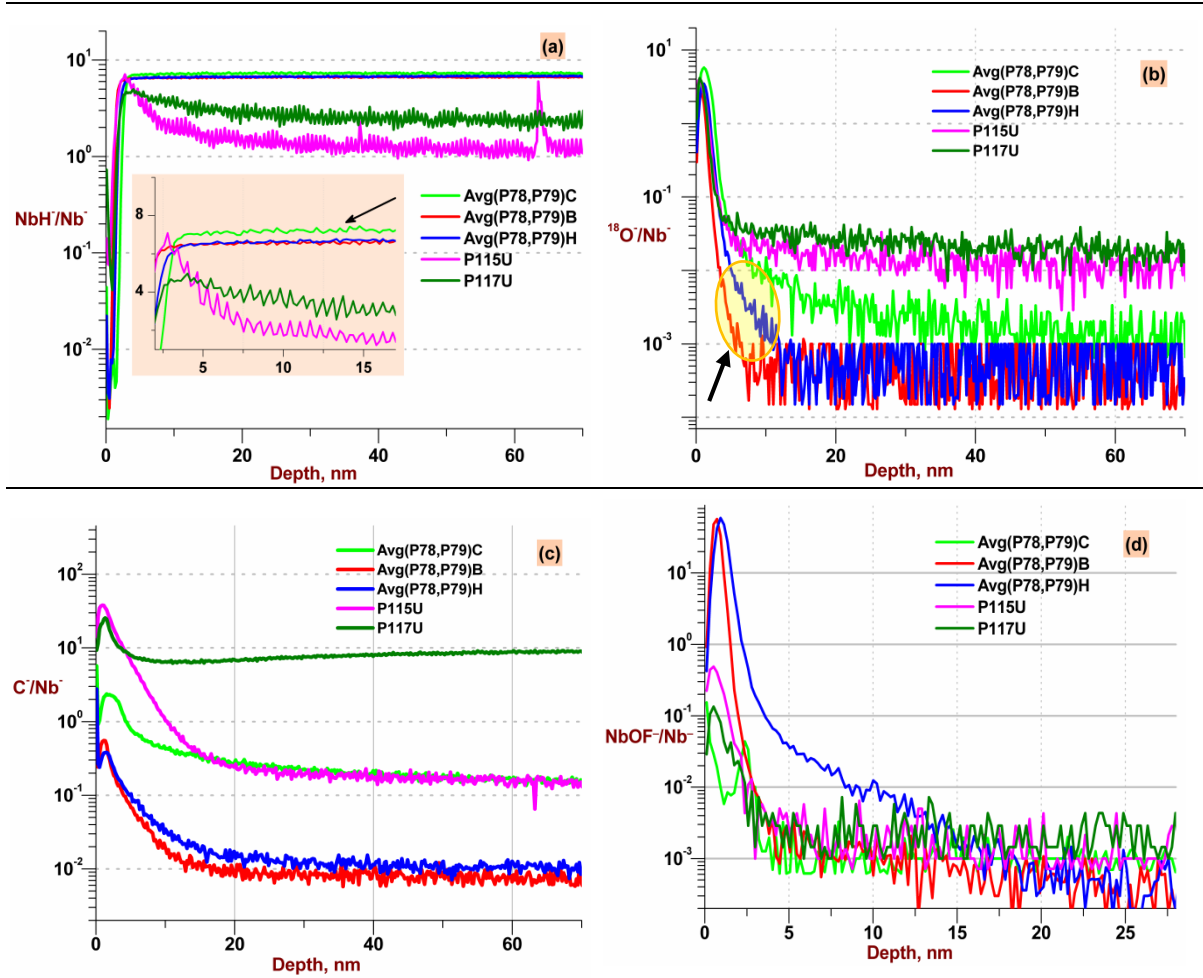 (a)
10¹
10⁰
NbH⁻/Nb⁻
10⁻¹
10⁻²
8
4
5
10
15
Avg(P78,P79)C
Avg(P78,P79)B
Avg(P78,P79)H
P115U
P117U
0
20
40
60
Depth, nm
(b)
10¹
10⁻¹
¹⁸O⁻/Nb⁻
10⁻³
Avg(P78,P79)C
Avg(P78,P79)B
Avg(P78,P79)H
P115U
P117U
0
10
20
40
60
Depth, nm
(c)
10²
10¹
C⁻/Nb⁻
10⁰
10⁻¹
10⁻²
Avg(P78,P79)C
Avg(P78,P79)B
Avg(P78,P79)H
P115U
P117U
0
20
40
60
Depth, nm
(d)
10¹
10⁰
10⁻¹
NbOF⁻/Nb⁻
10⁻²
10⁻³
Avg(P78,P79)C
Avg(P78,P79)B
Avg(P78,P79)H
P115U
P117U
0
5
10
15
20
25
Depth, nm